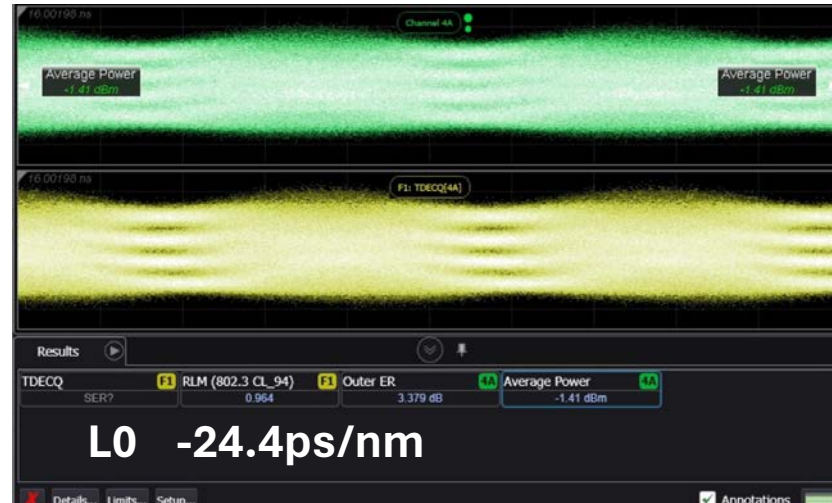 16.00198 ns
Channel 4A
Average Power
-1.41 dBm
Average Power
-1.41 dBm
16.00198 ns
F1: TDECQ[4A]
Results
TDECQ F1 RLM (802.3 CL_94) F1 Outer ER 4A Average Power 4A
SER? 0.964 3.379 dB -1.41 dBm
L0 -24.4ps/nm
Details... Limits... Setup... Annotations